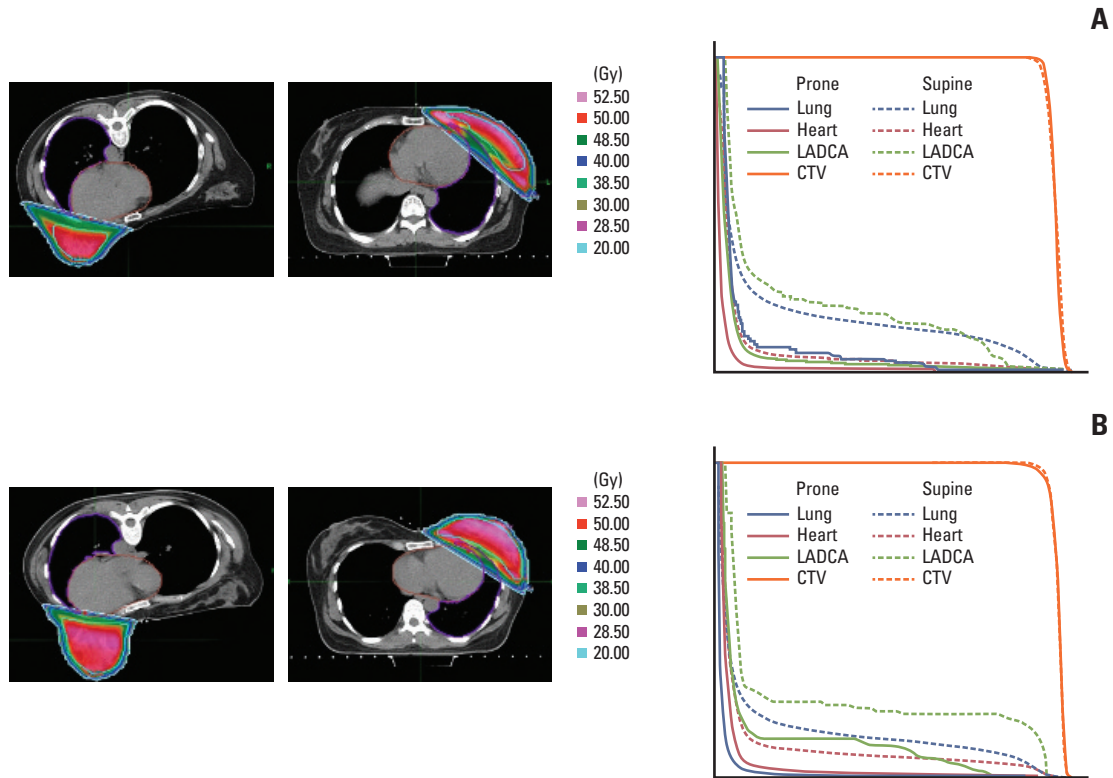 A
(Gy)
52.50
50.00
48.50
40.00
38.50
30.00
28.50
20.00
Prone Supine
Lung Lung
Heart Heart
LADCA LADCA
CTV CTV
B
(Gy)
52.50
50.00
48.50
40.00
38.50
30.00
28.50
20.00
Prone Supine
Lung Lung
Heart Heart
LADCA LADCA
CTV CTV